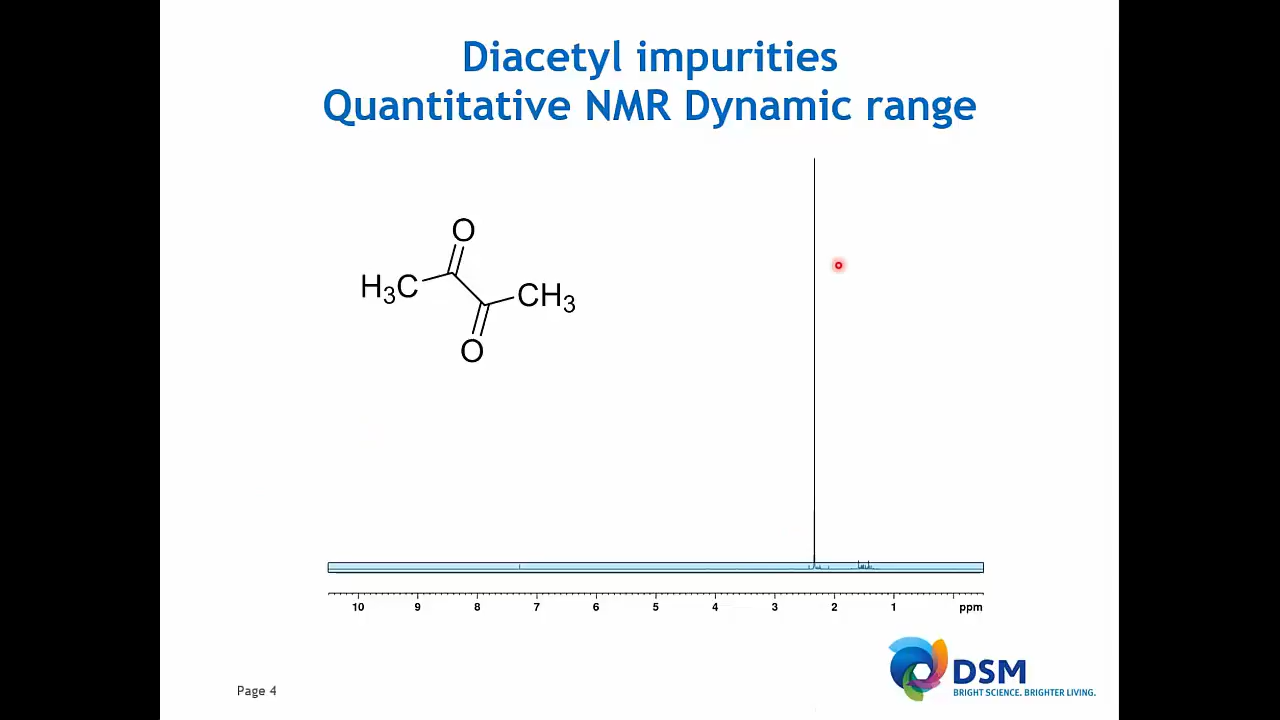 Diacetyl impurities
Quantitative NMR Dynamic range
O
H3C
CH3
O
10 9 8 7 6 5 4 3 2 1 ppm
DSM
BRIGHT SCIENCE. BRIGHTER LIVING.
Page 4